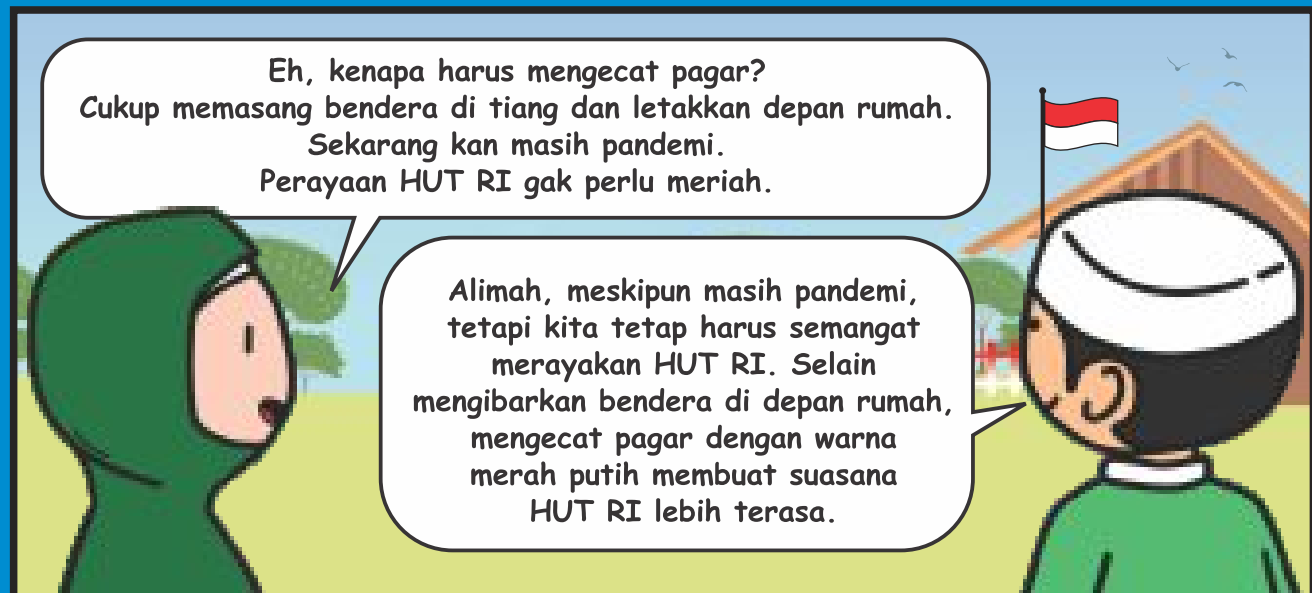 Eh, kenapa harus mengecat pagar?
Cukup memasang bendera di tiang dan letakkan depan rumah.
Sekarang kan masih pandemi.
Perayaan HUT RI gak perlu meriah.
Alimah, meskipun masih pandemi,
tetapi kita tetap harus semangat
merayakan HUT RI. Selain
mengibarkan bendera di depan rumah,
mengecat pagar dengan warna
merah putih membuat suasana
HUT RI lebih terasa.